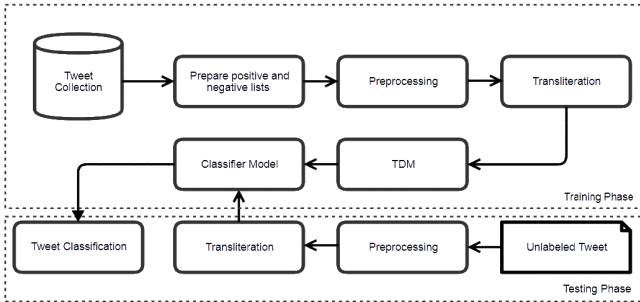 Tweet
Collection
Prepare positive and
negative lists
Preprocessing
Transliteration
Classifier Model
TDM
Training Phase
Tweet Classification
Transliteration
Preprocessing
Unlabeled Tweet
Testing Phase